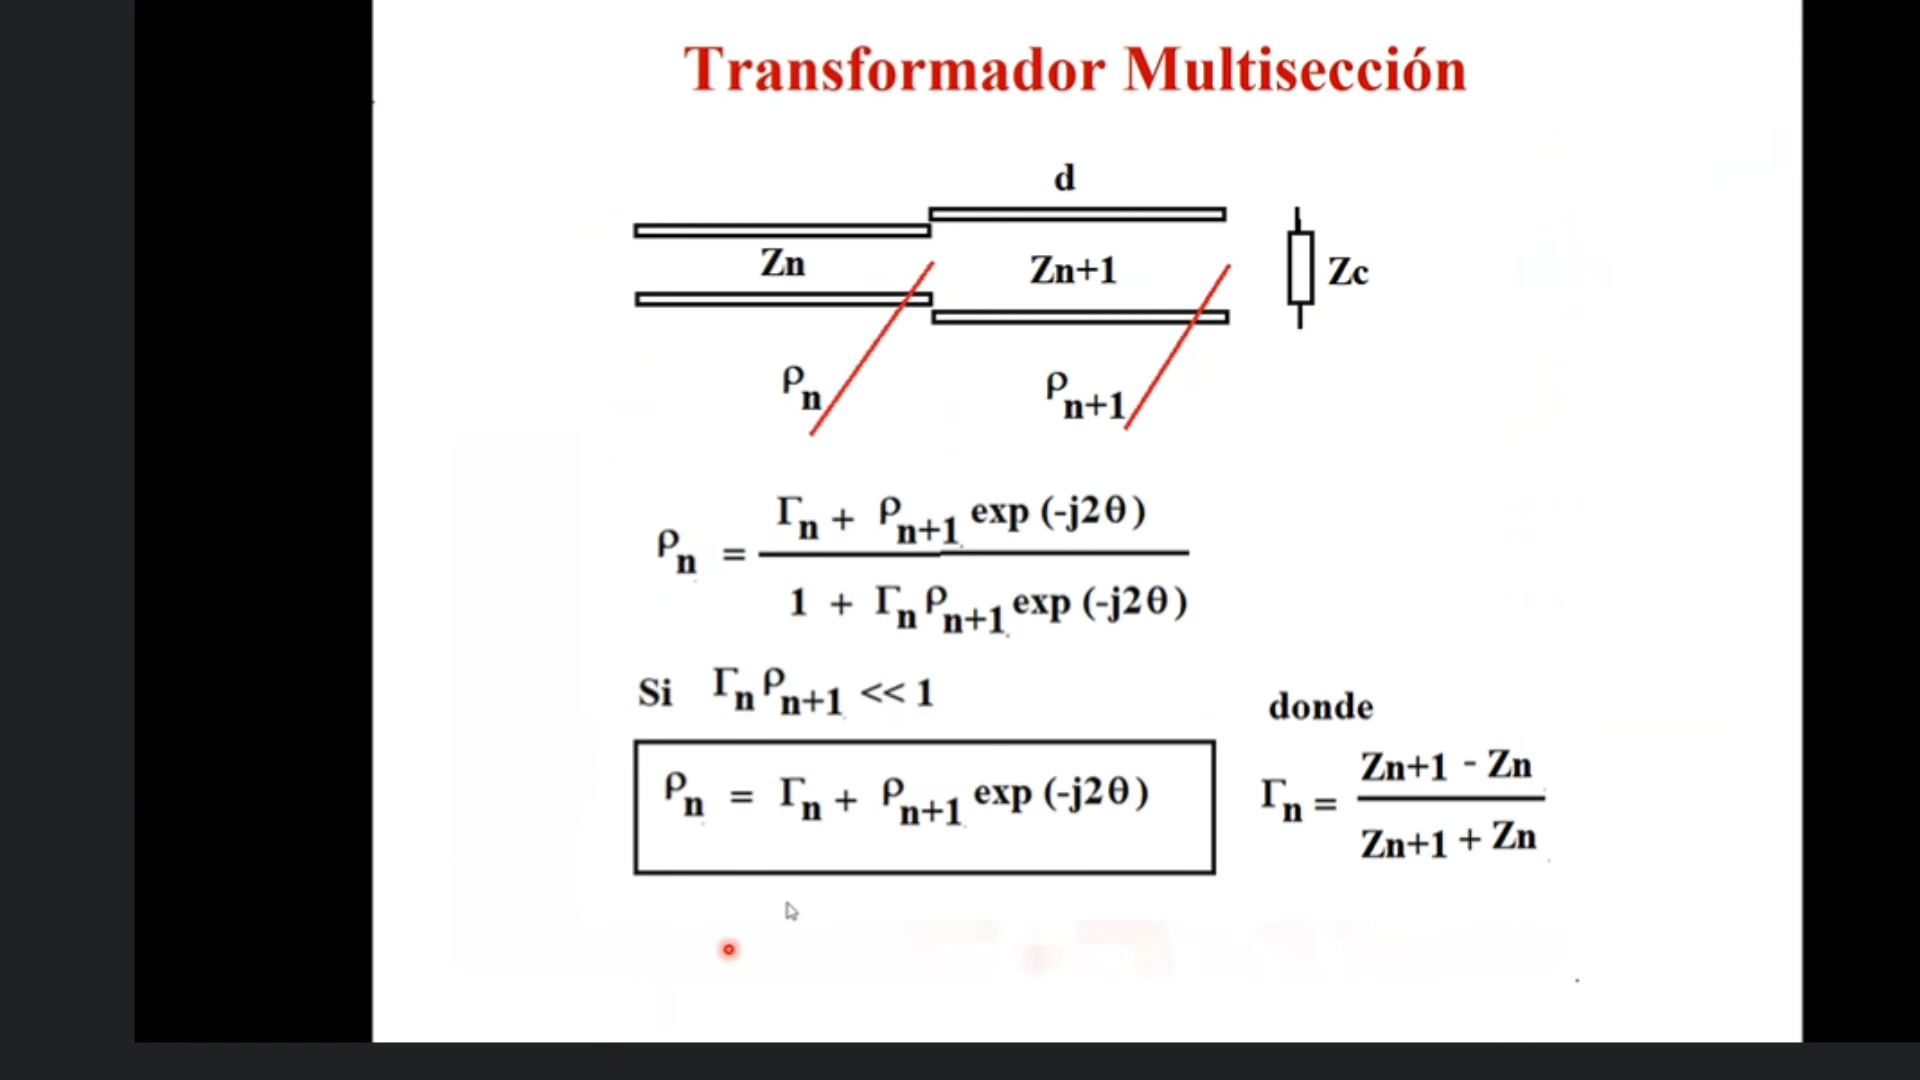 Transformador Multisección
d
Zn
Zn+1
Zc
ρn
ρn+1
ρn = Γn + ρn+1 exp (-j2θ)
1 + Γn ρn+1 exp (-j2θ)
Si Γn ρn+1 << 1
donde
ρn = Γn + ρn+1 exp (-j2θ)
Γn = Zn+1 - Zn
Zn+1 + Zn